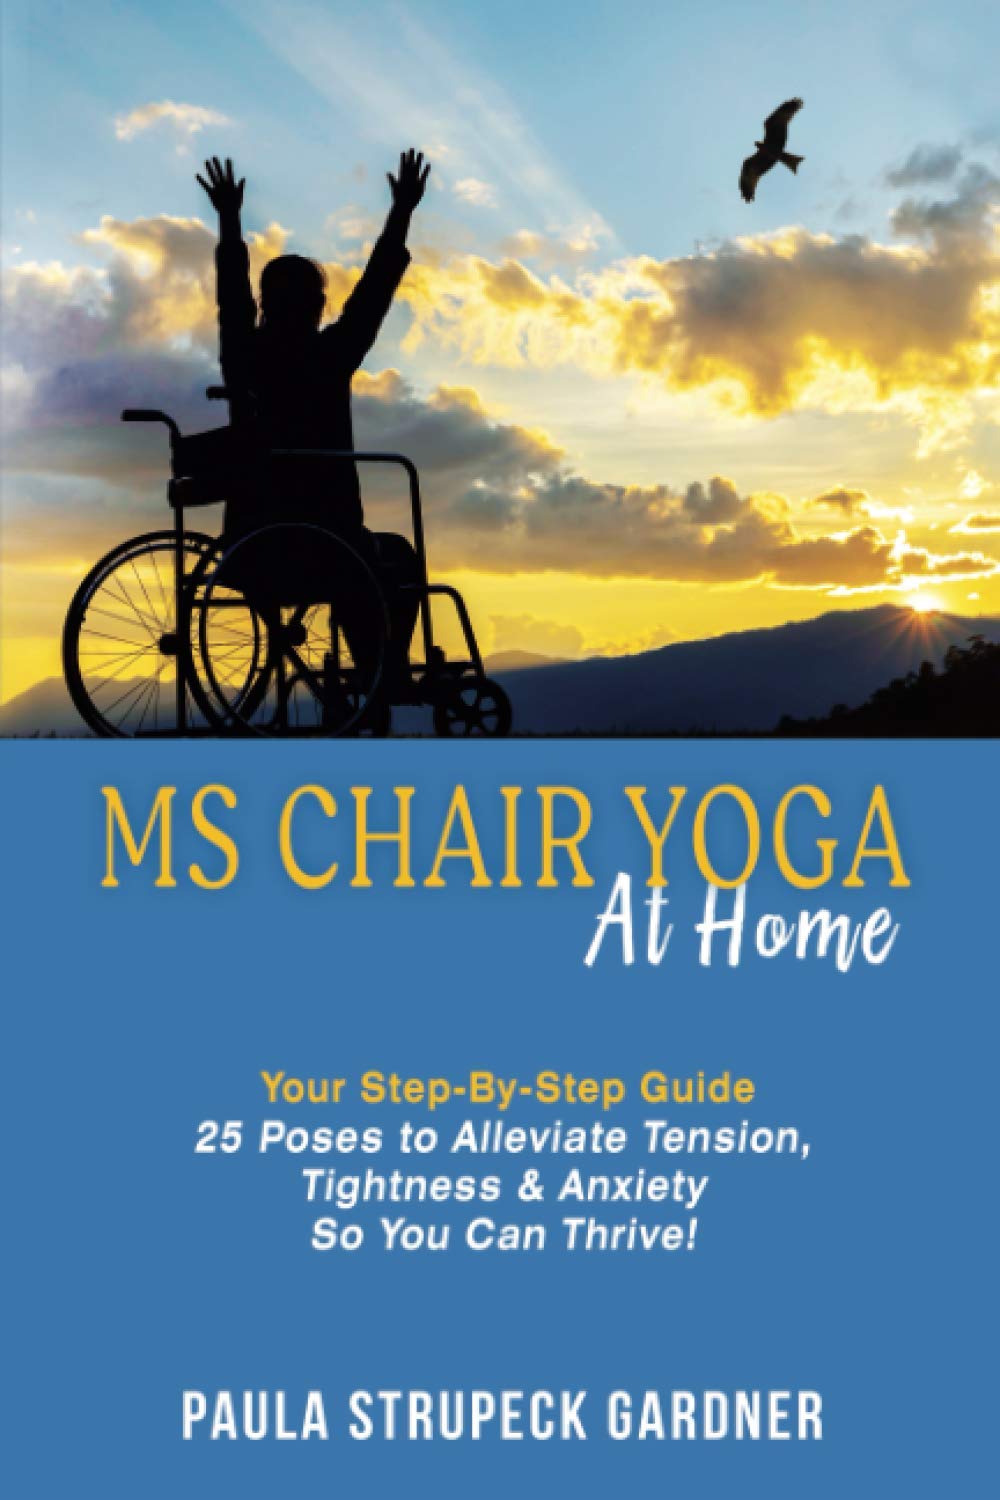 MS CHAIR YOGA
At Home
Your Step-By-Step Guide
25 Poses to Alleviate Tension,
Tightness & Anxiety
So You Can Thrive!
PAULA STRUPECK GARDNER